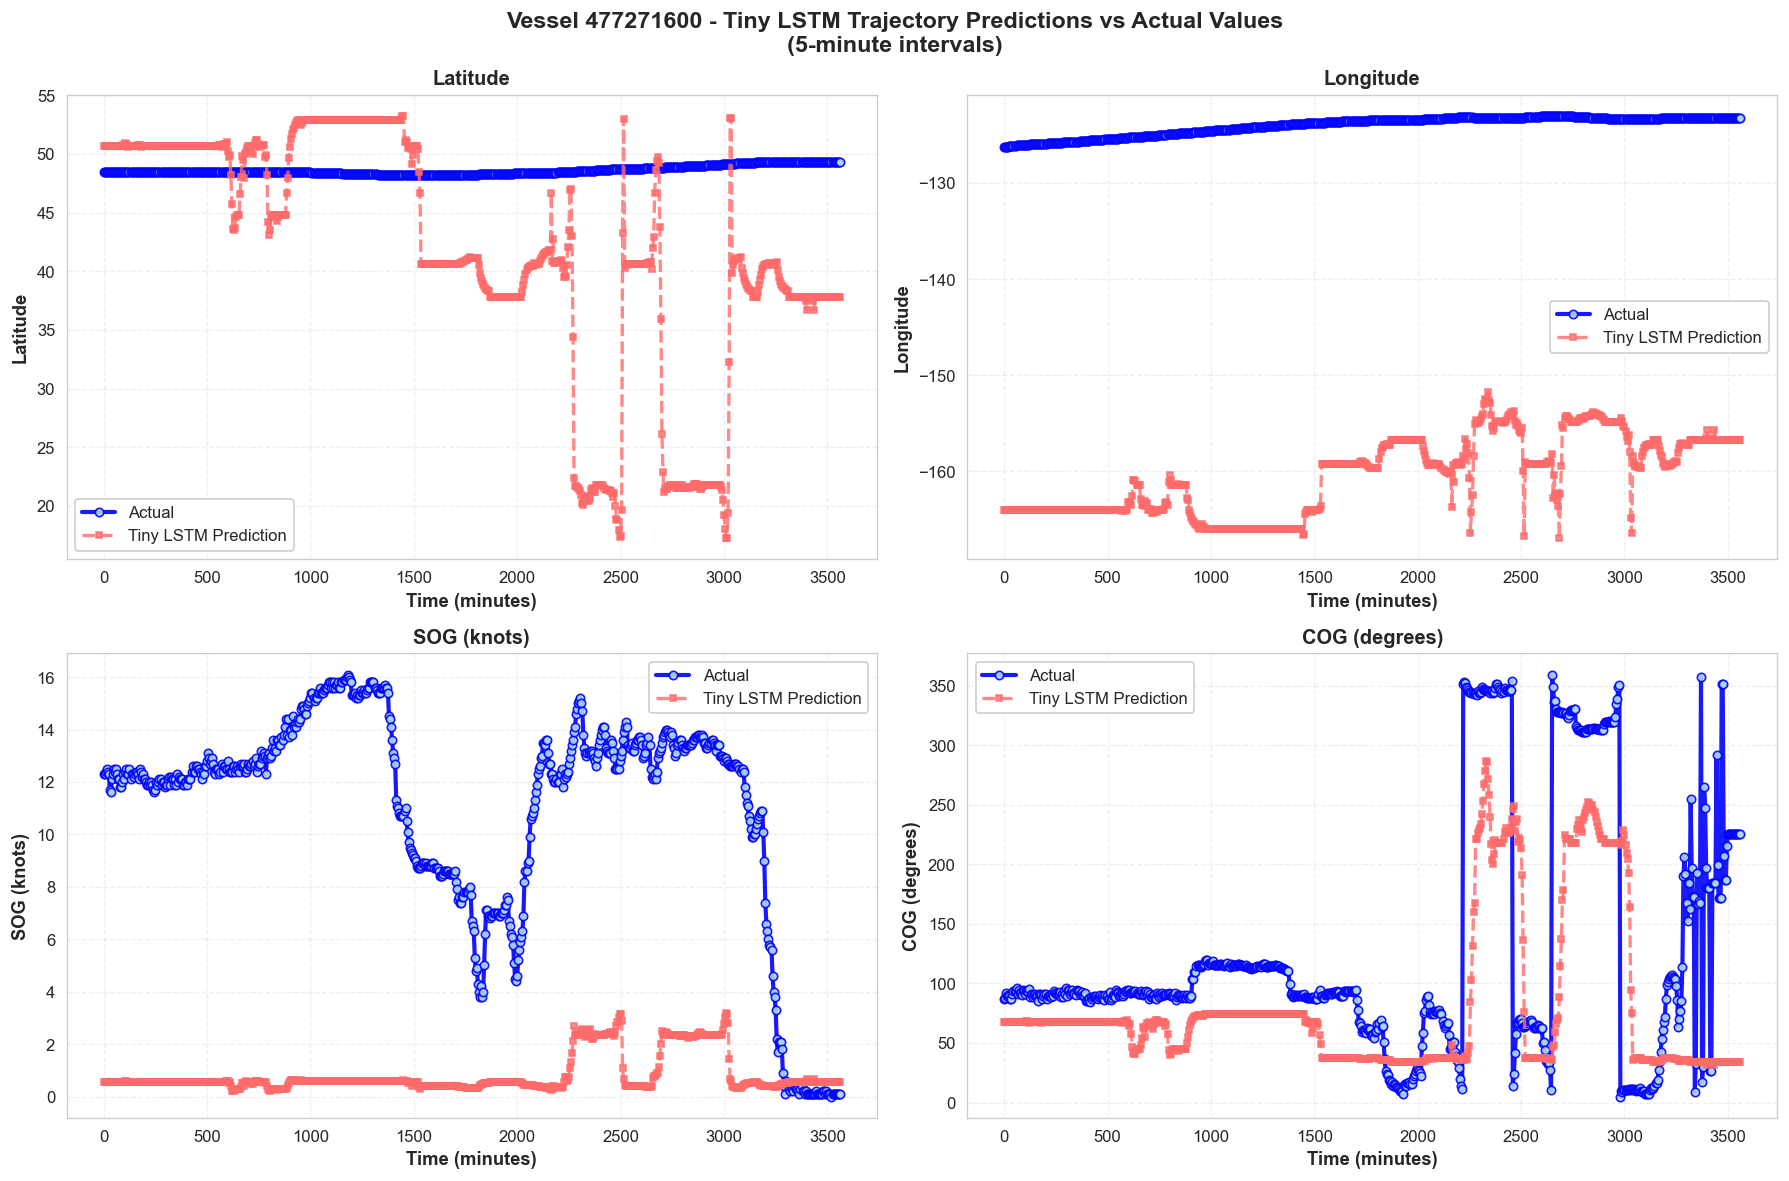 Vessel 477271600 - Tiny LSTM Trajectory Predictions vs Actual Values
(5-minute intervals)
Latitude
55
50
45
40
35
30
25
20
Latitude
Actual
Tiny LSTM Prediction
0 500 1000 1500 2000 2500 3000 3500
Time (minutes)
Longitude
−130
−140
−150
−160
Longitude
Actual
Tiny LSTM Prediction
0 500 1000 1500 2000 2500 3000 3500
Time (minutes)
SOG (knots)
16
14
12
10
8
6
4
2
0
SOG (knots)
Actual
Tiny LSTM Prediction
0 500 1000 1500 2000 2500 3000 3500
Time (minutes)
COG (degrees)
350
300
250
200
150
100
50
0
COG (degrees)
Actual
Tiny LSTM Prediction
0 500 1000 1500 2000 2500 3000 3500
Time (minutes)